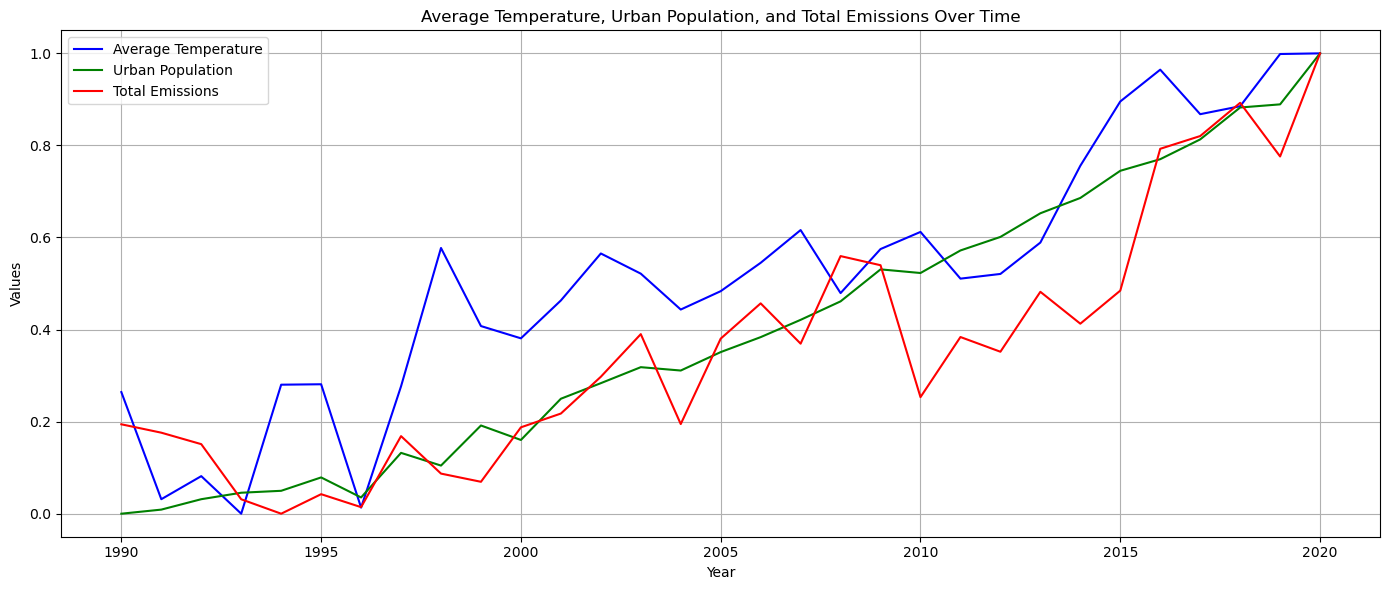 Average Temperature, Urban Population, and Total Emissions Over Time
Average Temperature
Urban Population
Total Emissions
Values
1.0
0.8
0.6
0.4
0.2
0.0
1990
1995
2000
2005
2010
2015
2020
Year